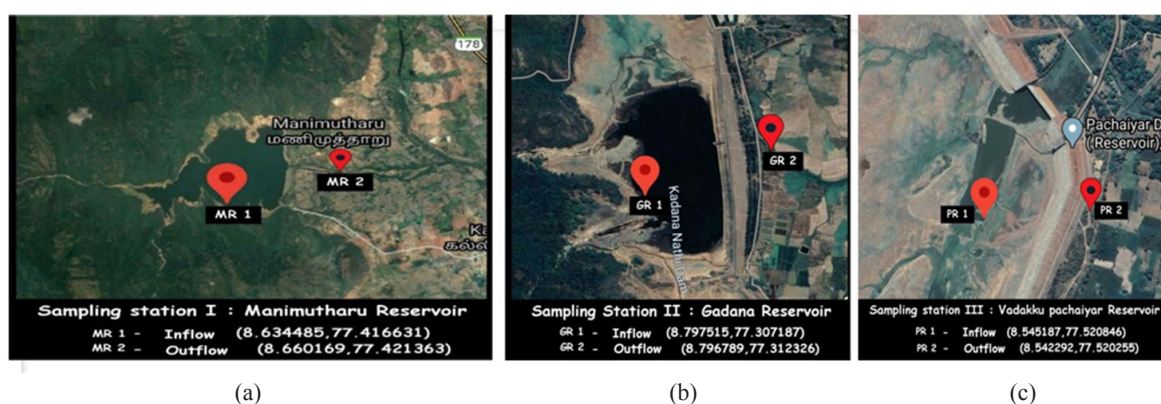 178
Manimutharu
மணிமுத்தாறு
MR 2
MR 1
Sampling station I : Manimutharu Reservoir
MR 1 - Inflow (8.634485,77.416631)
MR 2 - Outflow (8.660169,77.421363)
(a)
GR 2
GR 1
Sampling Station II : Gadana Reservoir
GR 1 - Inflow (8.797515,77.307187)
GR 2 - Outflow (8.796789,77.312326)
(b)
Pachaiyar D
(Reservoir)
PR 1
PR 2
Sampling station III : Vadakku pachaiyar Reservoir
PR 1 - Inflow (8.545187,77.520846)
PR 2 - Outflow (8.542292,77.520255)
(c)